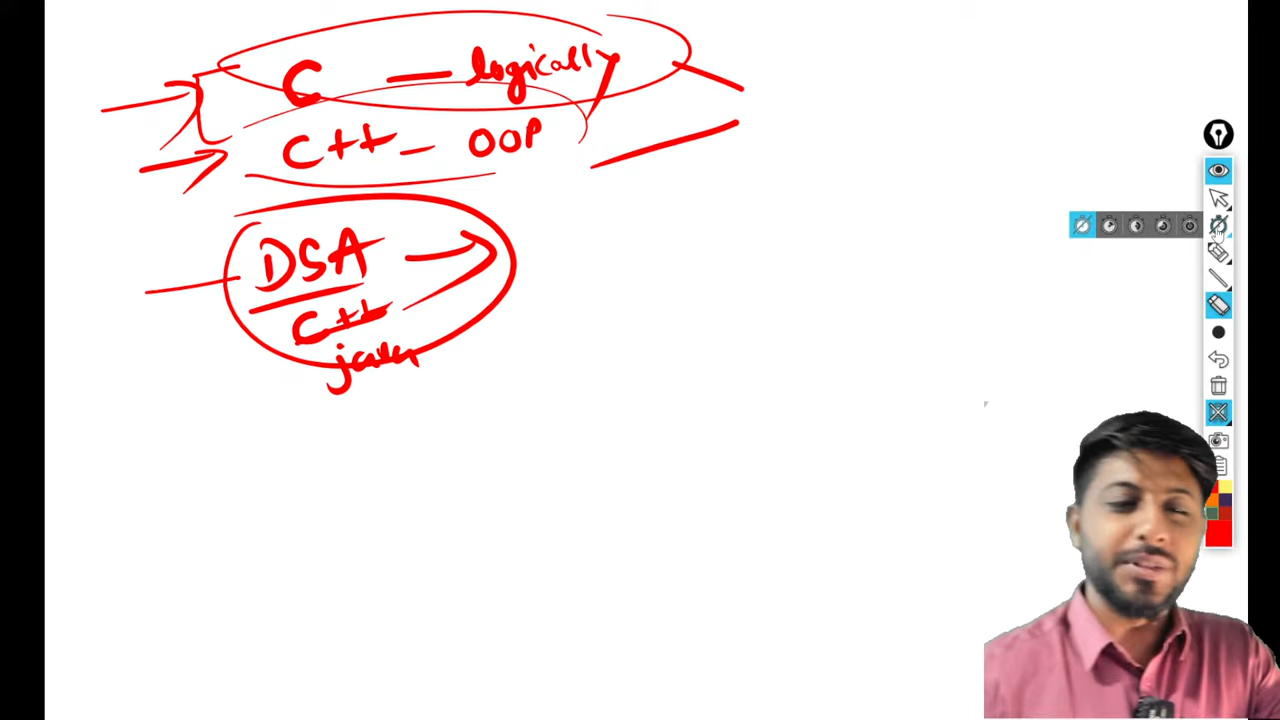 C — logically
C++ — OOP
DSA
C++
java